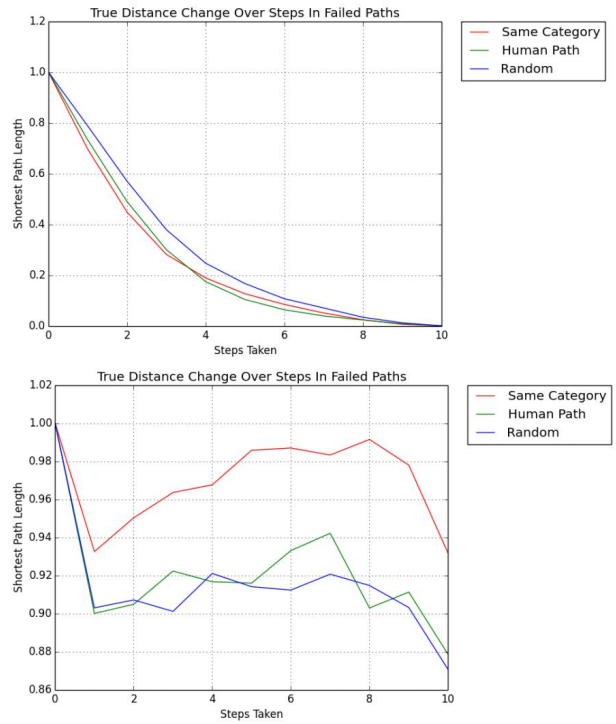 True Distance Change Over Steps In Failed Paths
1.2
1.0
0.8
0.6
0.4
0.2
0.0
Shortest Path Length
0 2 4 6 8 10
Steps Taken
Same Category
Human Path
Random
True Distance Change Over Steps In Failed Paths
1.02
1.00
0.98
0.96
0.94
0.92
0.90
0.88
0.86
Shortest Path Length
0 2 4 6 8 10
Steps Taken
Same Category
Human Path
Random